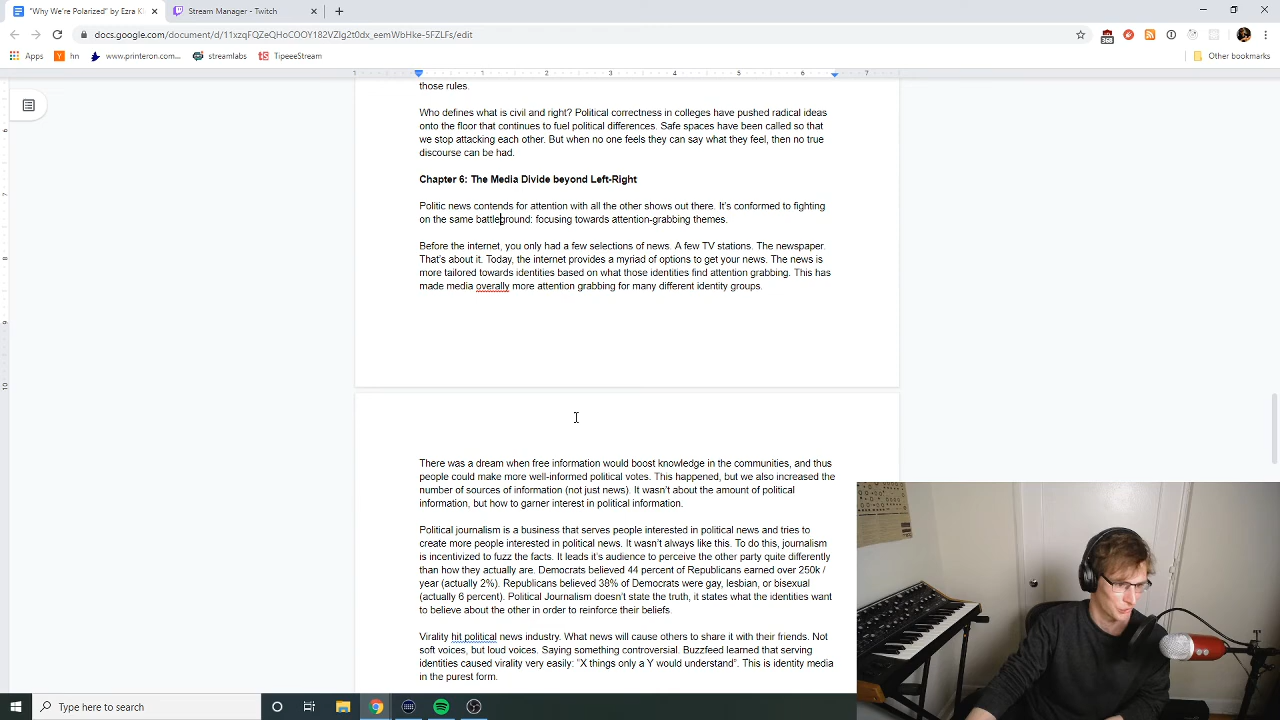 "Why We're Polarized" by Ezra Kl
Stream Manager - Twitch
docs.google.com/document/d/11xzqFQZeQHoCOOY182VZIg2t0dx_eemWbHke-5FZLFs/edit
368
Apps
hn
www.printeron.com...
streamlabs
TipeeeStream
Other bookmarks
1 1 2 3 4 5 6 7
those rules.
Who defines what is civil and right? Political correctness in colleges have pushed radical ideas
onto the floor that continues to fuel political differences. Safe spaces have been called so that
we stop attacking each other. But when no one feels they can say what they feel, then no true
discourse can be had.
Chapter 6: The Media Divide beyond Left-Right
Politic news contends for attention with all the other shows out there. It's conformed to fighting
on the same battleground: focusing towards attention-grabbing themes.
Before the internet, you only had a few selections of news. A few TV stations. The newspaper.
That's about it. Today, the internet provides a myriad of options to get your news. The news is
more tailored towards identities based on what those identities find attention grabbing. This has
made media overally more attention grabbing for many different identity groups.
There was a dream when free information would boost knowledge in the communities, and thus
people could make more well-informed political votes. This happened, but we also increased the
number of sources of information (not just news). It wasn't about the amount of political
information, but how to garner interest in political information.
Political journalism is a business that serves people interested in political news and tries to
create more people interested in political news. It wasn't always like this. To do this, journalism
is incentivized to fuzz the facts. It leads it's audience to perceive the other party quite differently
than how they actually are. Democrats believed 44 percent of Republicans earned over 250k /
year (actually 2%). Republicans believed 38% of Democrats were gay, lesbian, or bisexual
(actually 6 percent). Political Journalism doesn't state the truth, it states what the identities want
to believe about the other in order to reinforce their beliefs.
Virality hit political news industry. What news will cause others to share it with their friends. Not
soft voices, but loud voices. Saying something controversial. Buzzfeed learned that serving
identities caused virality very easily: "X things only a Y would understand". This is identity media
in the purest form.
Type here to search